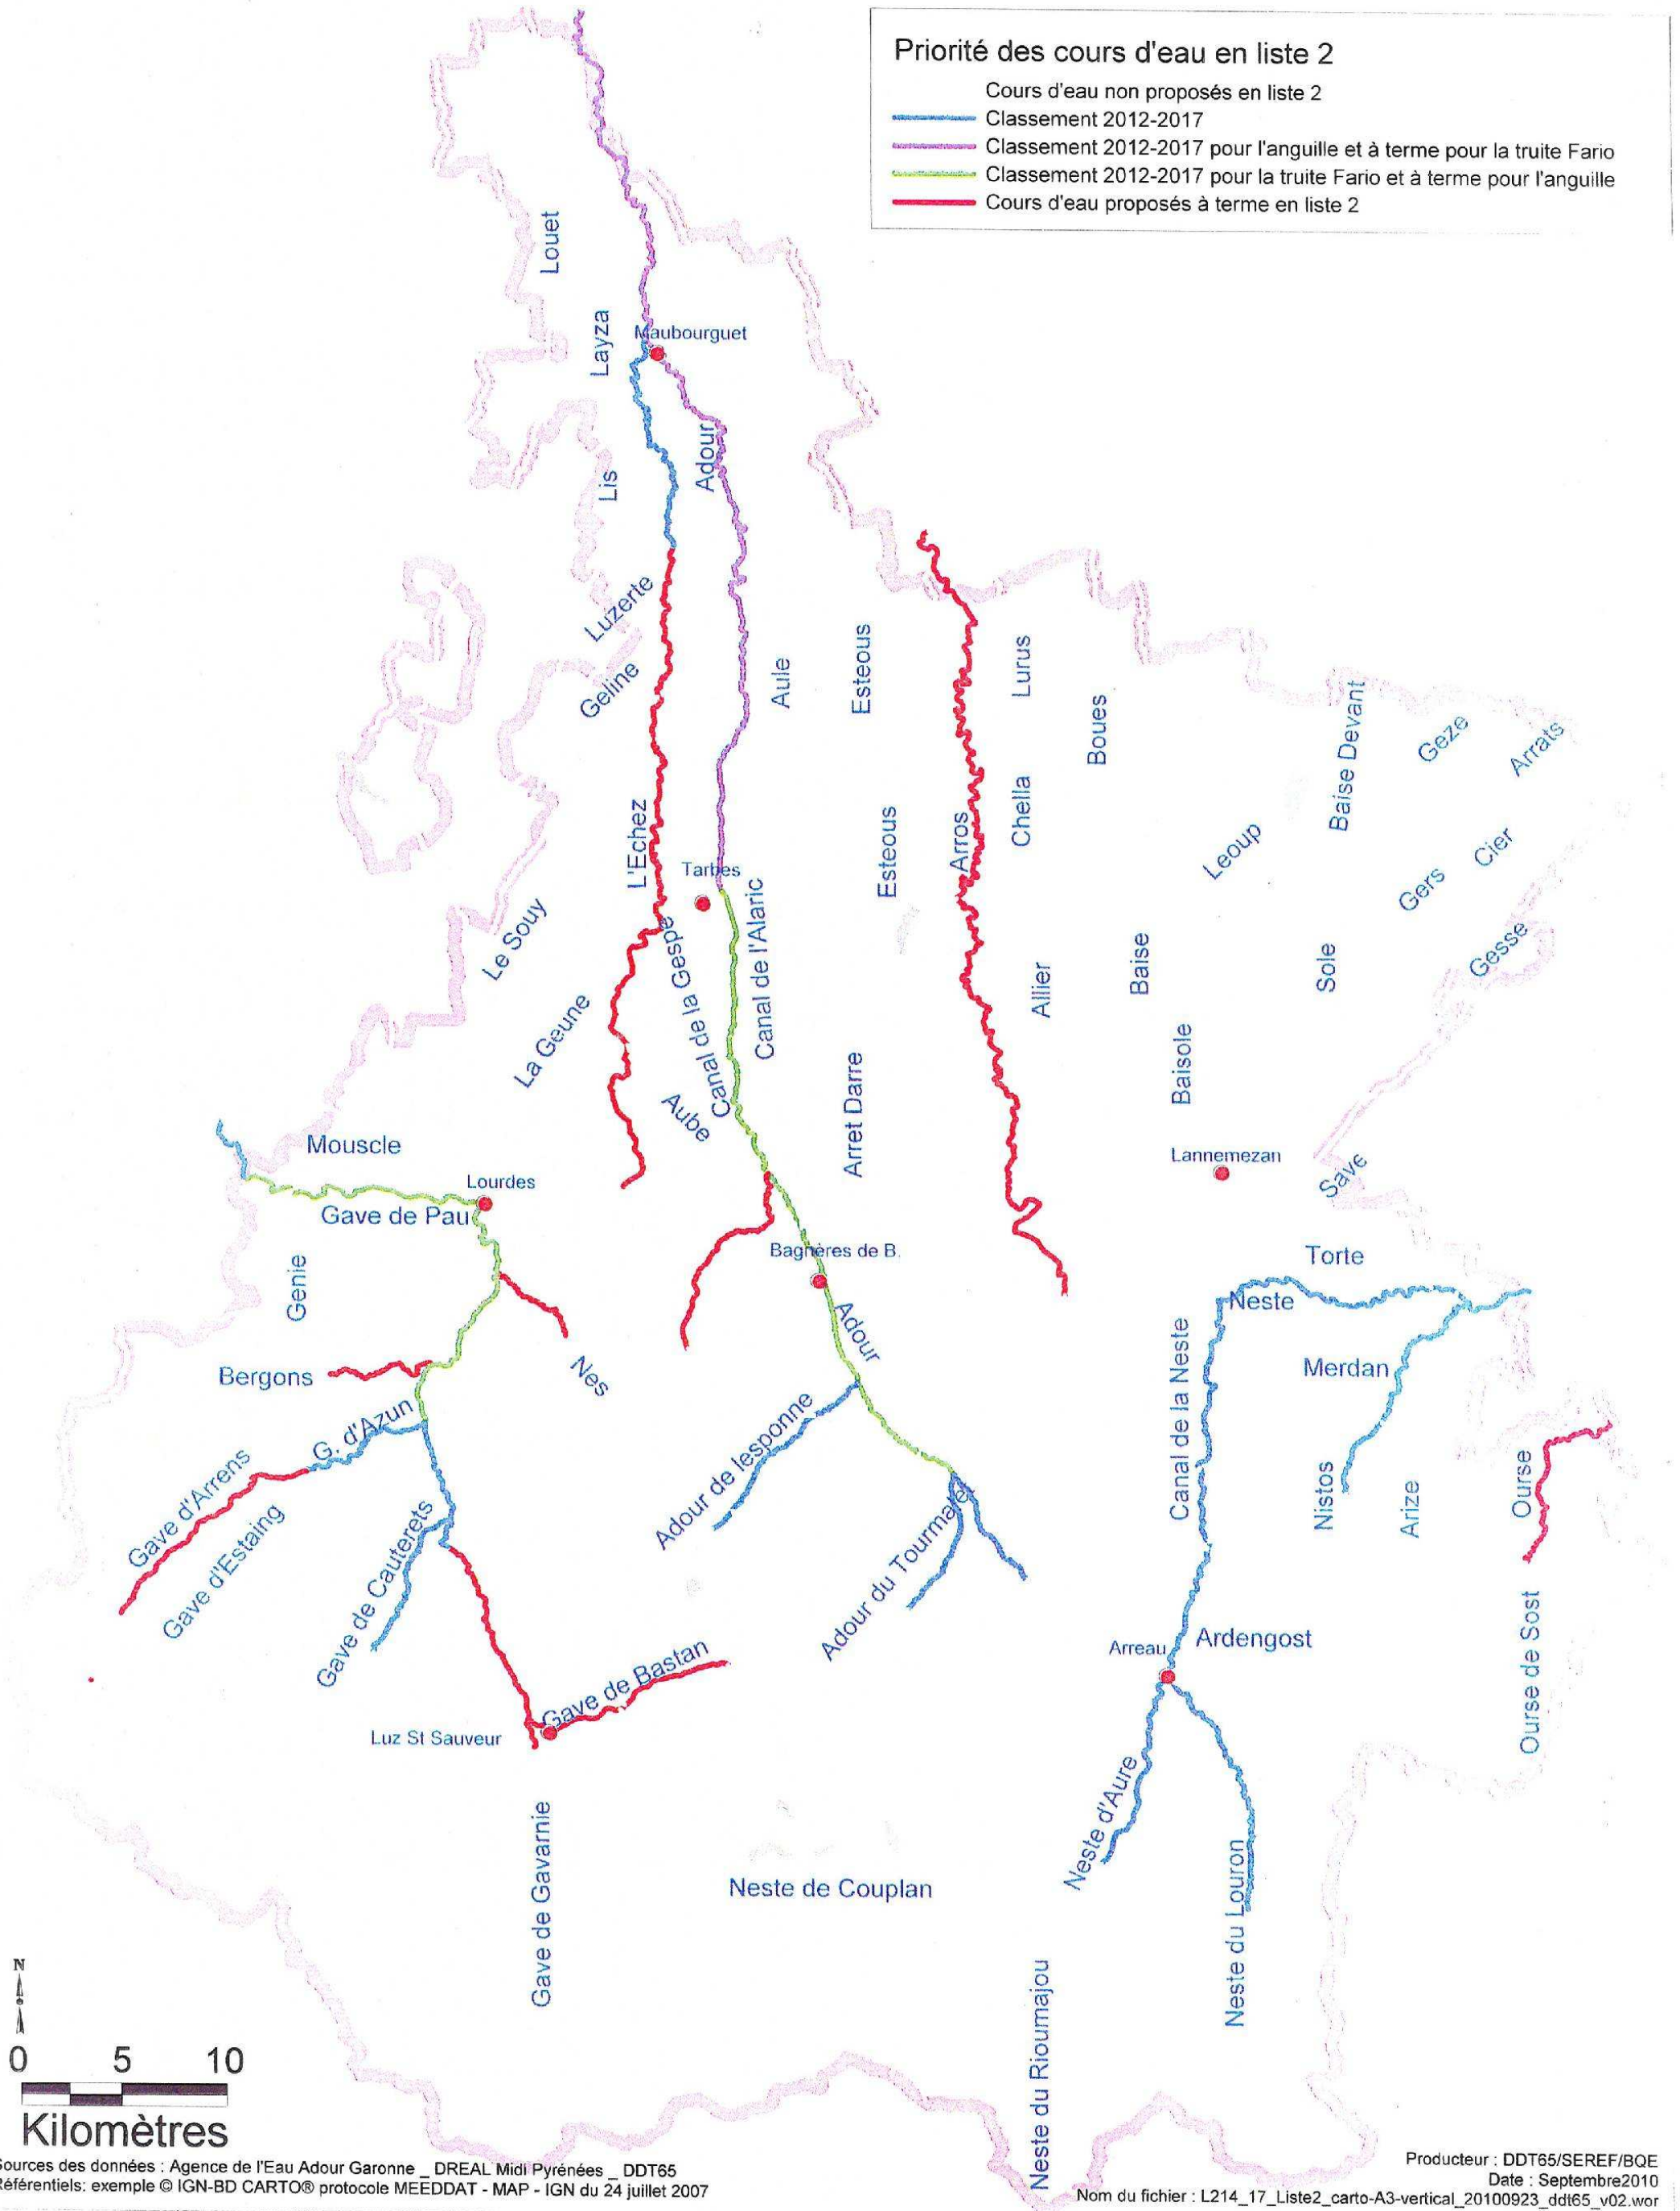 Priorité des cours d'eau en liste 2
Cours d'eau non proposés en liste 2
Classement 2012-2017
Classement 2012-2017 pour l'anguille et à terme pour la truite Fario
Classement 2012-2017 pour la truite Fario et à terme pour l'anguille
Cours d'eau proposés à terme en liste 2
Louet
Layza
Maubourguet
Adour
Lis
Luzerte
Geline
Aule
Esteous
Lurus
Boues
Baise Devant
Geze
Arrats
L'Echez
Tarbes
Esteous
Arros
Chella
Leoup
Cier
Gers
Le Souy
Canal de la Gespe
Canal de l'Alaric
Allier
Baise
Sole
Gesse
La Geune
Aube
Arret Darre
Baisole
Mouscle
Lourdes
Lannemezan
Save
Gave de Pau
Genie
Bagnères de B.
Torte
Neste
Adour
Canal de la Neste
Merdan
Bergons
Nes
G. d'Azun
Gave d'Arrens
Gave d'Estaing
Gave de Cauterets
Adour de lesponne
Adour du Tourmalet
Nistos
Arize
Ourse
Arreau
Ardengost
Ourse de Sost
Gave de Bastan
Luz St Sauveur
Gave de Gavarnie
Neste de Couplan
Neste d'Aure
Neste du Louron
Neste du Rioumajou
N
0 5 10
Kilomètres
Sources des données : Agence de l'Eau Adour Garonne _ DREAL Midi Pyrénées _ DDT65
Référentiels: exemple © IGN-BD CARTO® protocole MEEDDAT - MAP - IGN du 24 juillet 2007
Producteur : DDT65/SEREF/BQE
Date : Septembre2010
Nom du fichier : L214_17_Liste2_carto-A3-vertical_20100923_ddt65_v02.wor